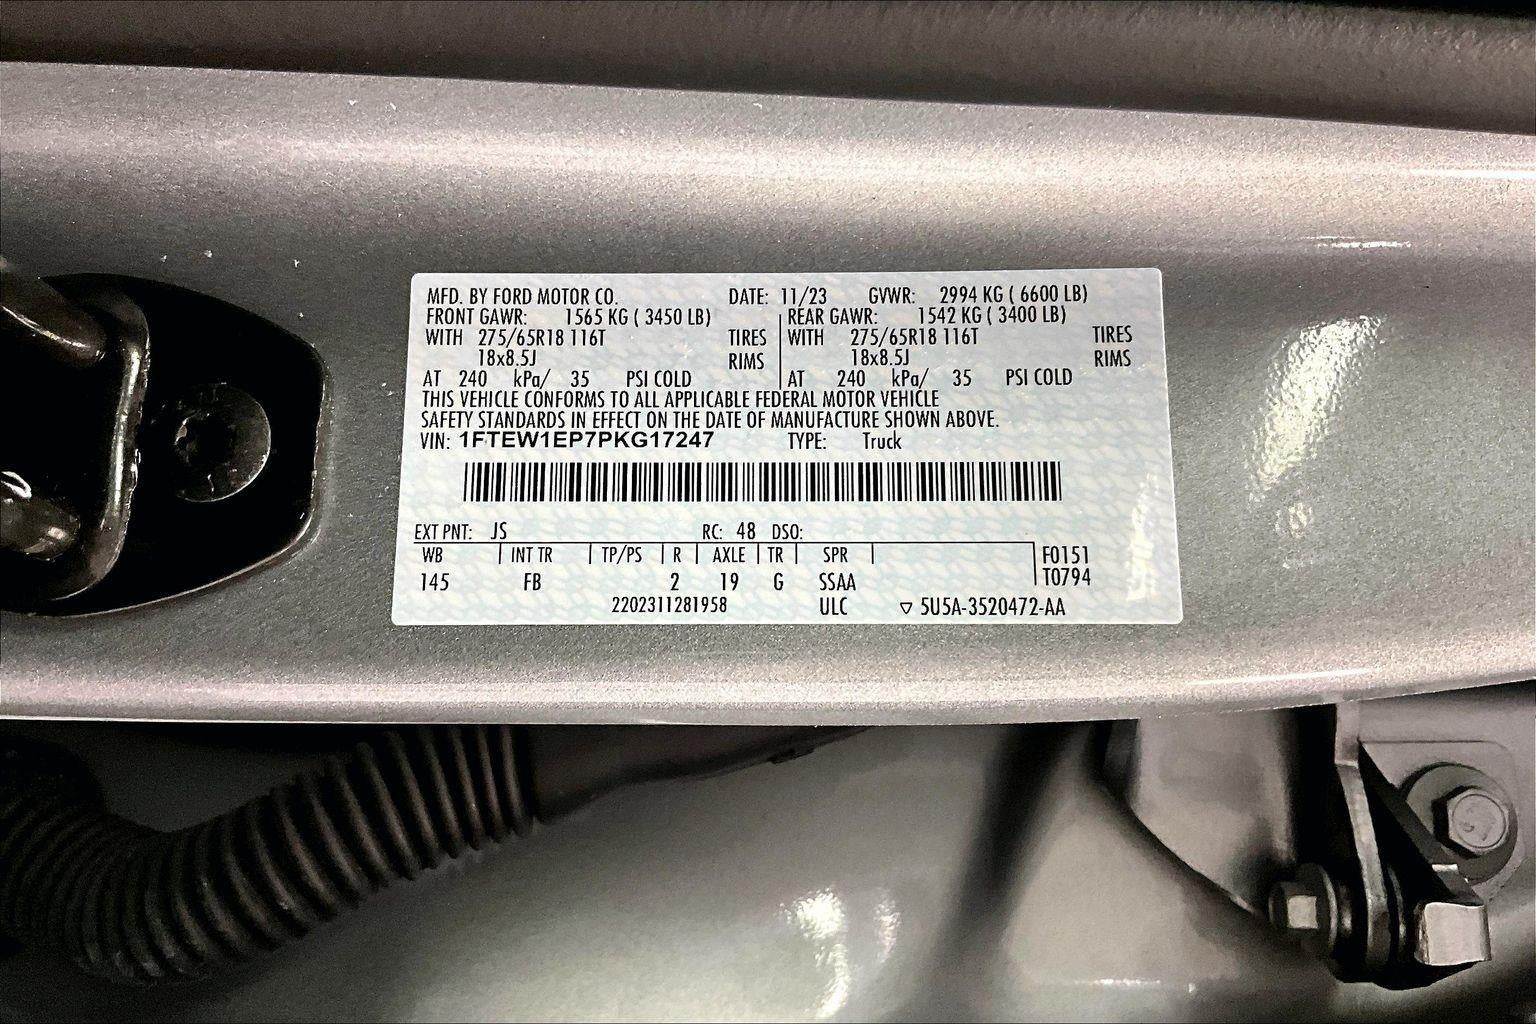 MFD. BY FORD MOTOR CO. DATE: 11/23 GVWR: 2994 KG ( 6600 LB)
FRONT GAWR: 1565 KG ( 3450 LB) REAR GAWR: 1542 KG ( 3400 LB)
WITH 275/65R18 116T TIRES WITH 275/65R18 116T TIRES
18x8.5J RIMS 18x8.5J RIMS
AT 240 kPa/ 35 PSI COLD AT 240 kPa/ 35 PSI COLD
THIS VEHICLE CONFORMS TO ALL APPLICABLE FEDERAL MOTOR VEHICLE
SAFETY STANDARDS IN EFFECT ON THE DATE OF MANUFACTURE SHOWN ABOVE.
VIN: 1FTEW1EP7PKG17247 TYPE: Truck
EXT PNT: JS RC: 48 DSO:
WB INT TR TP/PS R AXLE TR SPR F0151
145 FB 2 19 G SSAA T0794
2202311281958 ULC ▽ 5U5A-3520472-AA